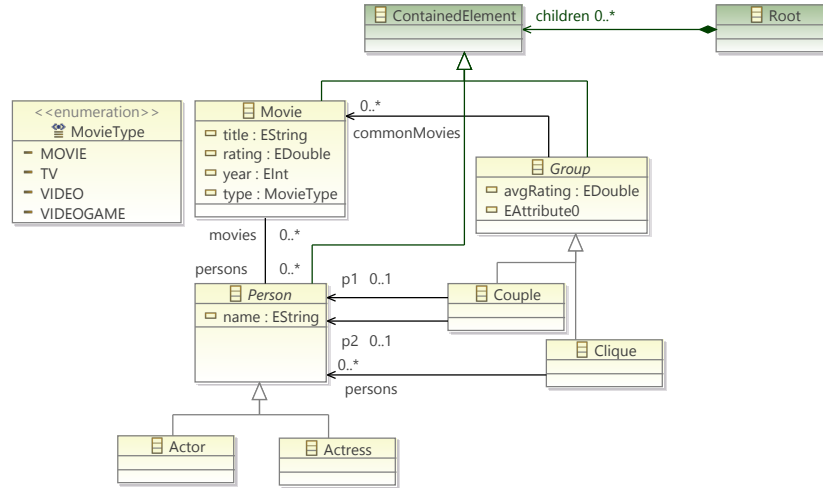 ContainedElement
children 0..*
Root
<<enumeration>>
MovieType
MOVIE
TV
VIDEO
VIDEOGAME
Movie
title : EString
rating : EDouble
year : EInt
type : MovieType
0..*
commonMovies
Group
avgRating : EDouble
EAttribute0
movies 0..*
persons 0..*
Person
name : EString
p1 0..1
Couple
p2 0..1
Clique
0..*
persons
Actor
Actress